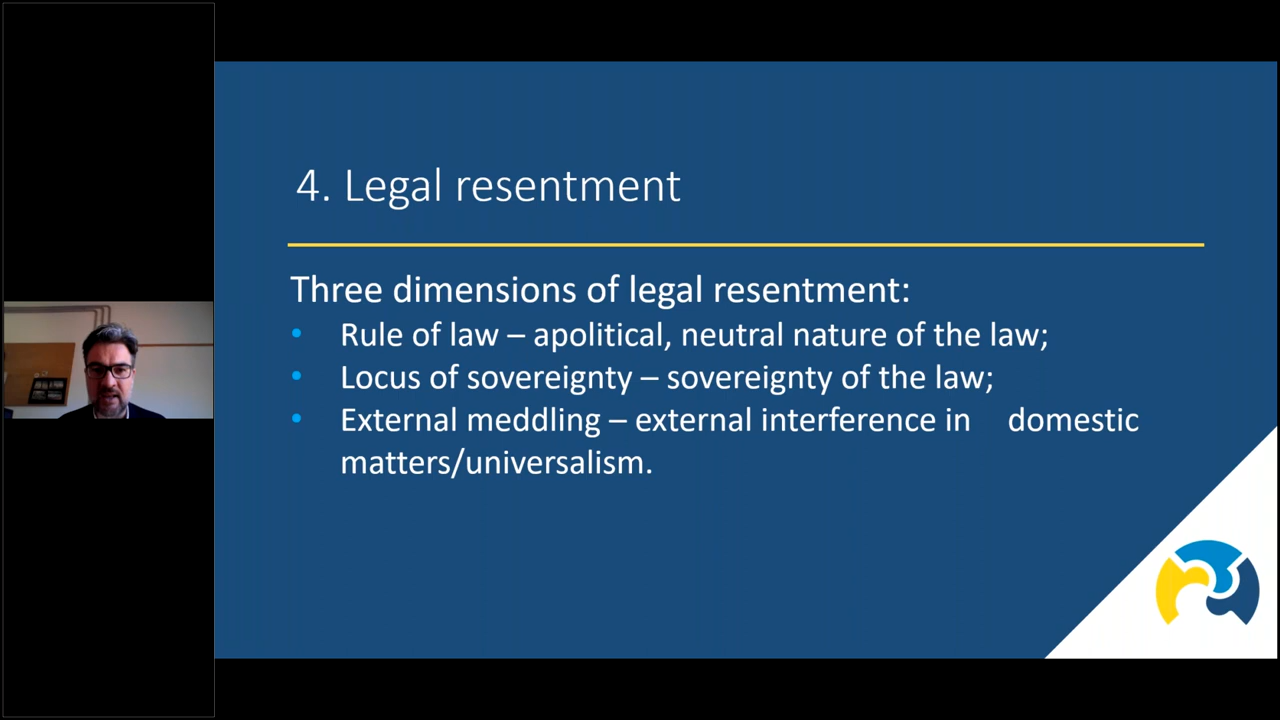 4. Legal resentment
Three dimensions of legal resentment:
• Rule of law – apolitical, neutral nature of the law;
• Locus of sovereignty – sovereignty of the law;
• External meddling – external interference in domestic
matters/universalism.